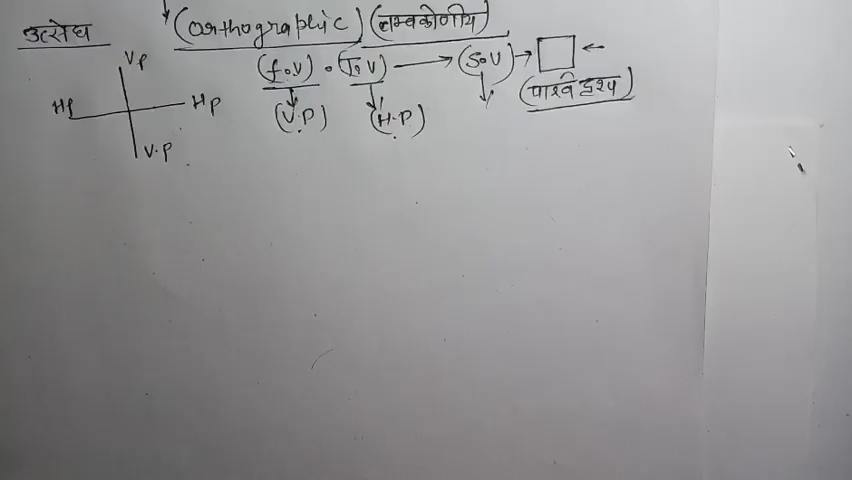 उत्सेध (Orthographic) (लम्बकोणीय)
VP
HP HP
V.P
(F.V) . (T.V) → (S.V) →
(V.P) (H.P) (पार्श्व दृश्य)